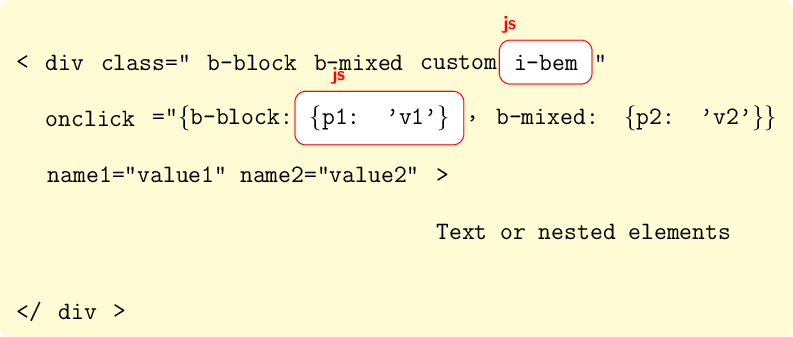 js
< div class=" b-block b-mixed custom i-bem "
js
onclick ="{b-block: {p1: 'v1'} , b-mixed: {p2: 'v2'}}
name1="value1" name2="value2" >
Text or nested elements
</ div >